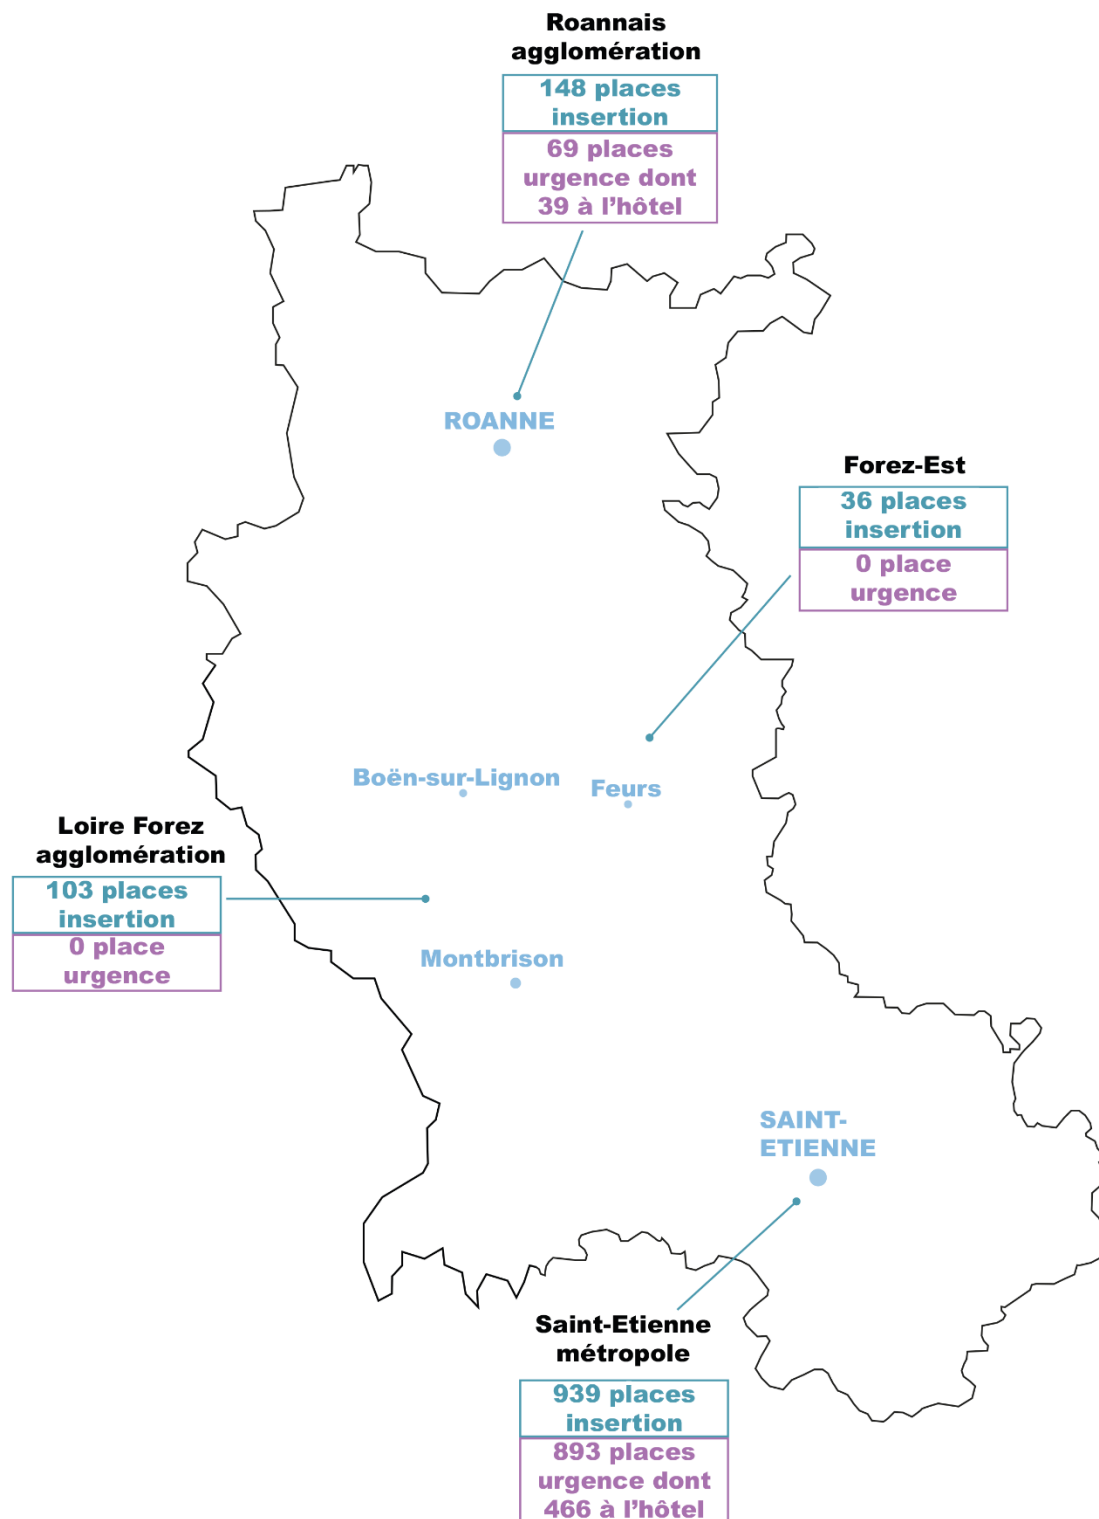 Roannais
agglomération
148 places
insertion
69 places
urgence dont
39 à l’hôtel
ROANNE
Forez-Est
36 places
insertion
0 place
urgence
Boën-sur-Lignon
Feurs
Loire Forez
agglomération
103 places
insertion
0 place
urgence
Montbrison
SAINT-
ETIENNE
Saint-Etienne
métropole
939 places
insertion
893 places
urgence dont
466 à l’hôtel